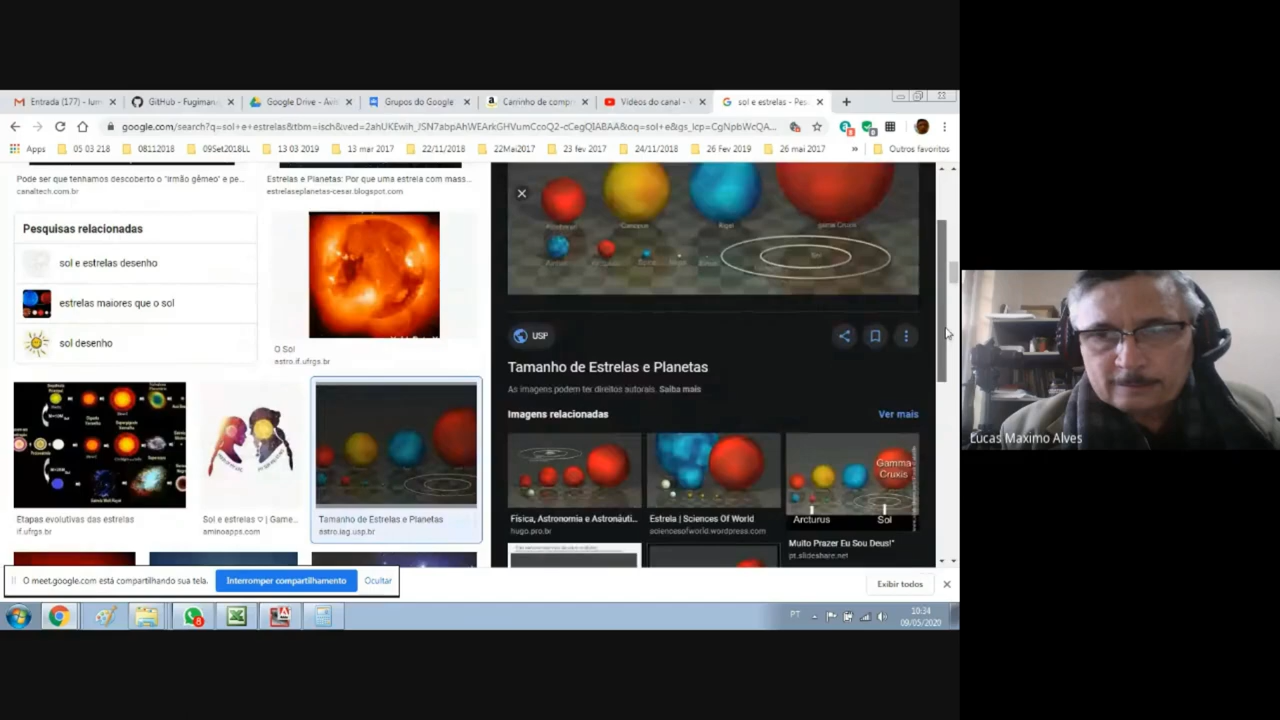 Entrada (177) - lum
GitHub - Fugiman
Google Drive - Avi
Grupos do Google
Carrinho de comp
Vídeos do canal - Y
sol e estrelas - Pes
google.com/search?q=sol+e+estrelas&tbm=isch&ved=2ahUKEwih_JSN7abpAhWEArkGHVumCcoQ2-cCegQIABAA&oq=sol+e&gs_lcp=CgNpbWcQA...
Apps
05 03 218
08112018
09Set2018LL
13 03 2019
13 mar 2017
22/11/2018
22Mai2017
23 fev 2017
24/11/2018
26 Fev 2019
26 mai 2017
»
Outros favoritos
Pode ser que tenhamos descoberto o "irmão gêmeo" e pe...
canaltech.com.br
Estrelas e Planetas: Por que uma estrela com mass...
estrelaseplanetas-cesar.blogspot.com
Pesquisas relacionadas
sol e estrelas desenho
estrelas maiores que o sol
sol desenho
O Sol
astro.if.ufrgs.br
Etapas evolutivas das estrelas
if.ufrgs.br
Sol e estrelas ♡ | Game...
aminoapps.com
Tamanho de Estrelas e Planetas
astro.iag.usp.br
USP
Tamanho de Estrelas e Planetas
As imagens podem ter direitos autorais. Saiba mais
Imagens relacionadas
Ver mais
Gamma
Cruxis
Arcturus
Sol
Física, Astronomia e Astronáuti...
hugo.pro.br
Estrela | Sciences Of World
sciencesofworld.wordpress.com
Muito Prazer Eu Sou Deus!"
pt.slideshare.net
O meet.google.com está compartilhando sua tela.
Interromper compartilhamento
Ocultar
Exibir todos
8
PT
10:34
09/05/2020
Lucas Maximo Alves